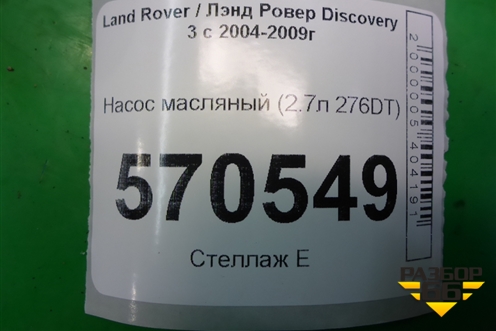 Land Rover / Лэнд Ровер Discovery
3 с 2004-2009г
Насос масляный (2.7л 276DT)
570549
Стеллаж Е
2000005404191
РАЗБОР